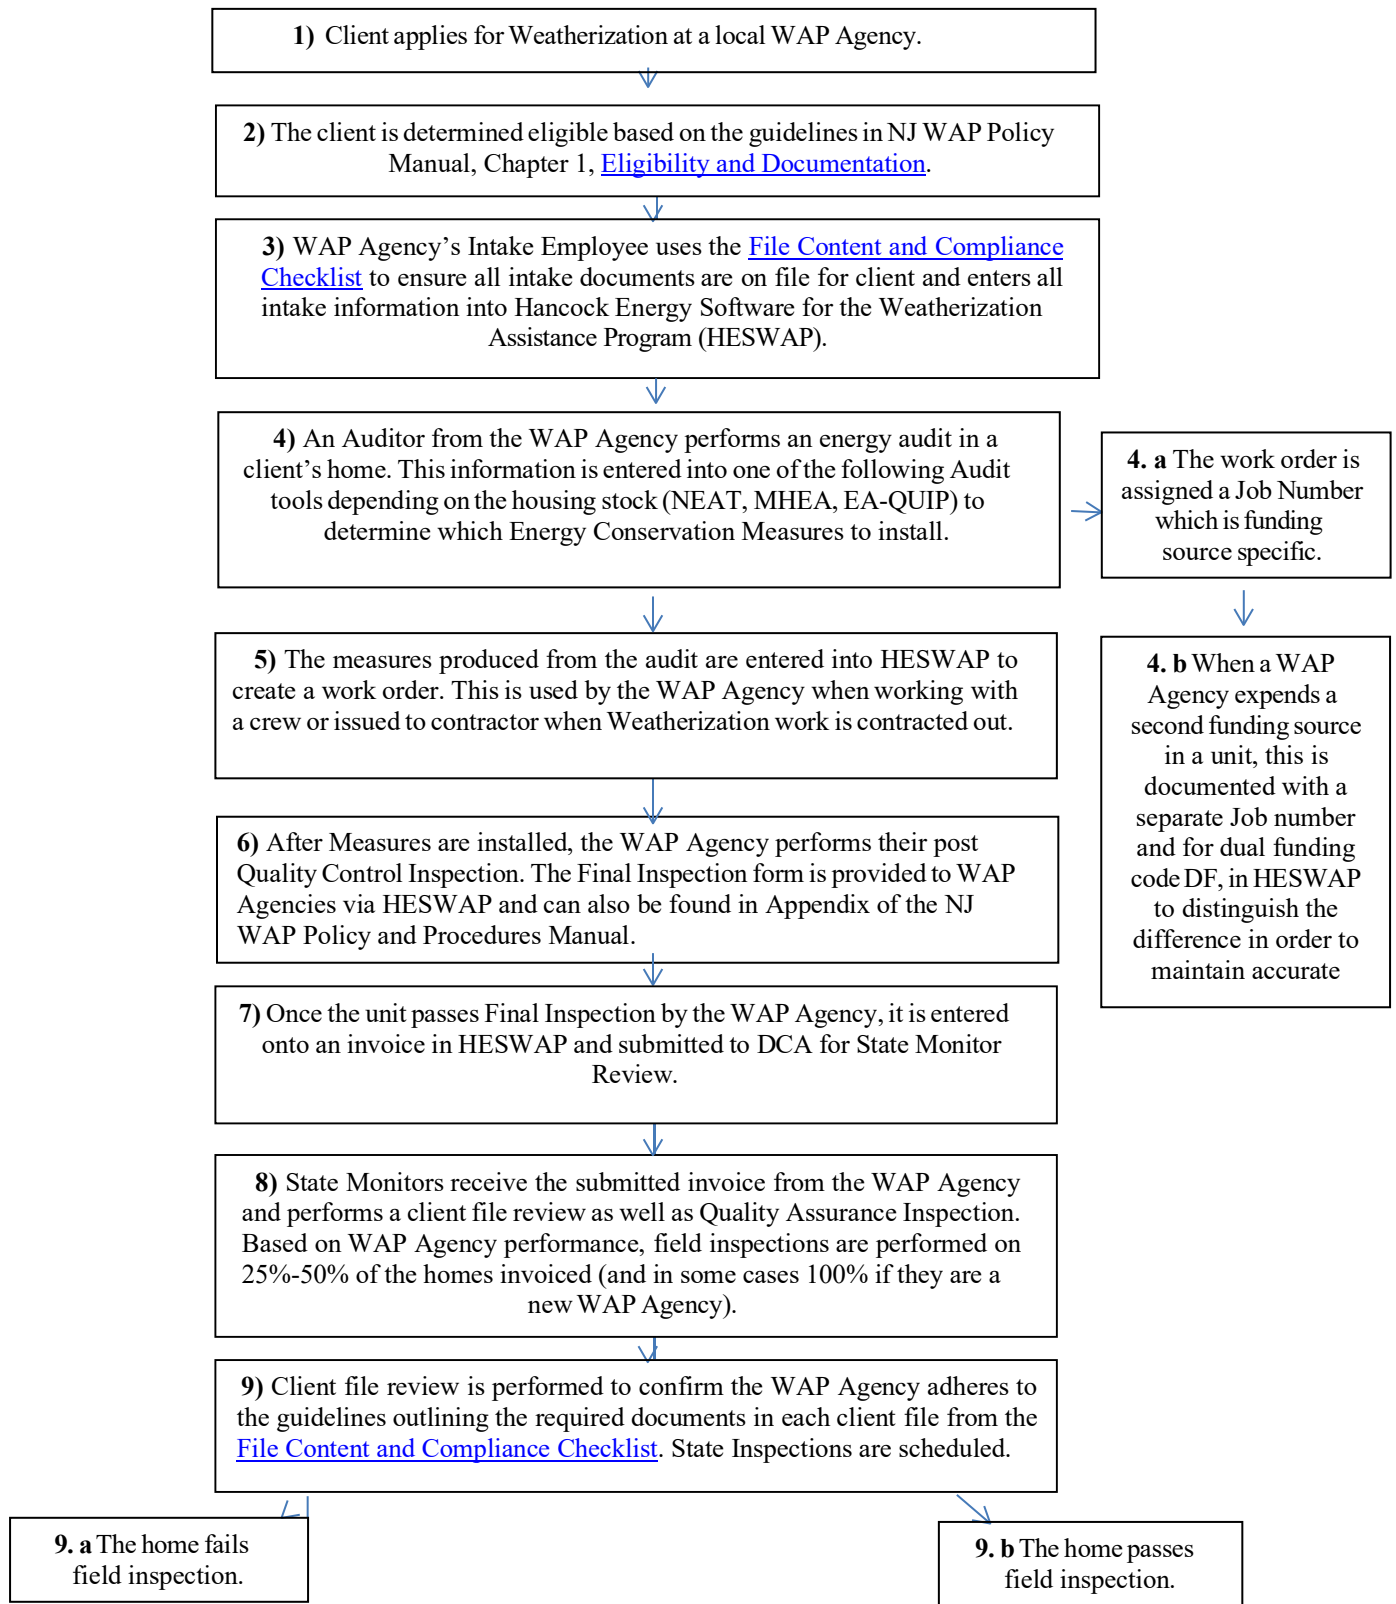 1) Client applies for Weatherization at a local WAP Agency.
2) The client is determined eligible based on the guidelines in NJ WAP Policy
Manual, Chapter 1, Eligibility and Documentation.
3) WAP Agency’s Intake Employee uses the File Content and Compliance
Checklist to ensure all intake documents are on file for client and enters all
intake information into Hancock Energy Software for the Weatherization
Assistance Program (HESWAP).
4) An Auditor from the WAP Agency performs an energy audit in a
client’s home. This information is entered into one of the following Audit
tools depending on the housing stock (NEAT, MHEA, EA-QUIP) to
determine which Energy Conservation Measures to install.
4. a The work order is
assigned a Job Number
which is funding
source specific.
4. b When a WAP
Agency expends a
second funding source
in a unit, this is
documented with a
separate Job number
and for dual funding
code DF, in HESWAP
to distinguish the
difference in order to
maintain accurate
5) The measures produced from the audit are entered into HESWAP to
create a work order. This is used by the WAP Agency when working with
a crew or issued to contractor when Weatherization work is contracted out.
6) After Measures are installed, the WAP Agency performs their post
Quality Control Inspection. The Final Inspection form is provided to WAP
Agencies via HESWAP and can also be found in Appendix of the NJ
WAP Policy and Procedures Manual.
7) Once the unit passes Final Inspection by the WAP Agency, it is entered
onto an invoice in HESWAP and submitted to DCA for State Monitor
Review.
8) State Monitors receive the submitted invoice from the WAP Agency
and performs a client file review as well as Quality Assurance Inspection.
Based on WAP Agency performance, field inspections are performed on
25%-50% of the homes invoiced (and in some cases 100% if they are a
new WAP Agency).
9) Client file review is performed to confirm the WAP Agency adheres to
the guidelines outlining the required documents in each client file from the
File Content and Compliance Checklist. State Inspections are scheduled.
9. a The home fails
field inspection.
9. b The home passes
field inspection.